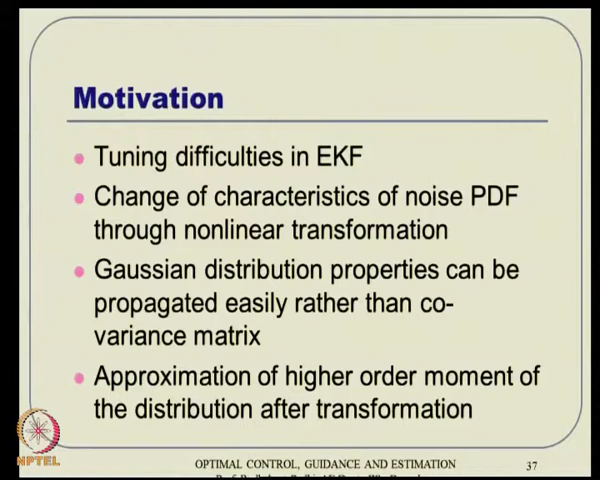 Motivation
Tuning difficulties in EKF
Change of characteristics of noise PDF
through nonlinear transformation
Gaussian distribution properties can be
propagated easily rather than co-
variance matrix
Approximation of higher order moment of
the distribution after transformation
NPTEL
OPTIMAL CONTROL, GUIDANCE AND ESTIMATION
37